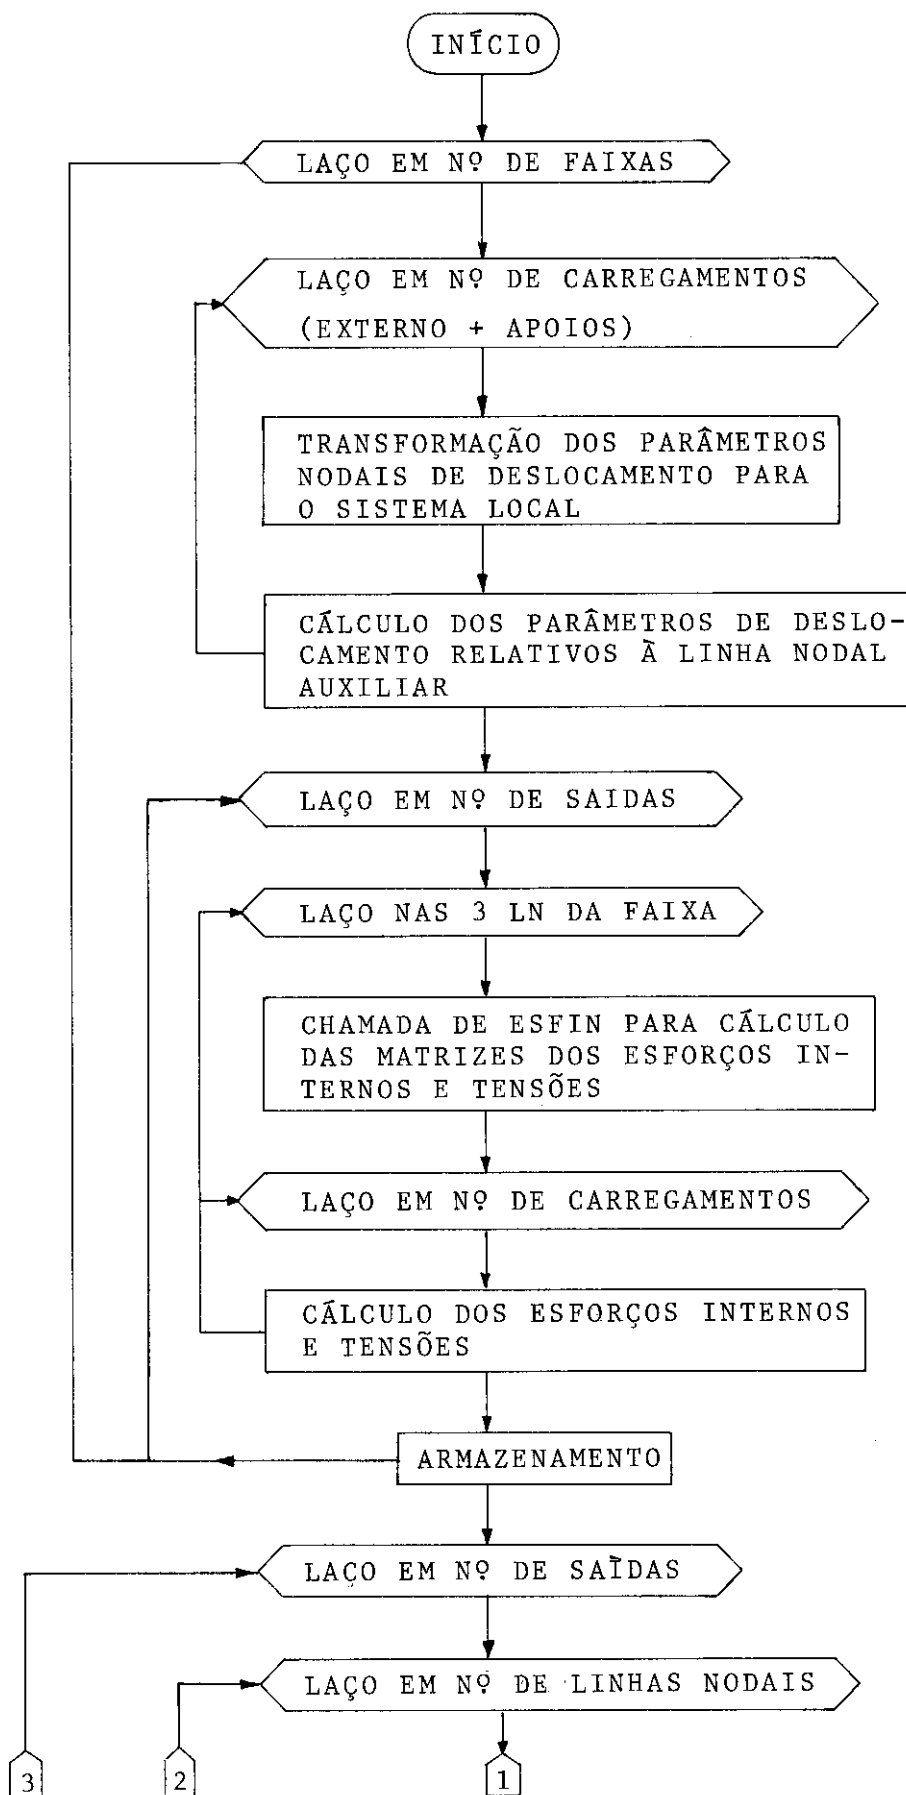 INÍCIO
LAÇO EM Nº DE FAIXAS
LAÇO EM Nº DE CARREGAMENTOS
(EXTERNO + APOIOS)
TRANSFORMAÇÃO DOS PARÂMETROS
NODAIS DE DESLOCAMENTO PARA
O SISTEMA LOCAL
CÁLCULO DOS PARÂMETROS DE DESLO-
CAMENTO RELATIVOS À LINHA NODAL
AUXILIAR
LAÇO EM Nº DE SAIDAS
LAÇO NAS 3 LN DA FAIXA
CHAMADA DE ESFIN PARA CÁLCULO
DAS MATRIZES DOS ESFORÇOS IN-
TERNOS E TENSÕES
LAÇO EM Nº DE CARREGAMENTOS
CÁLCULO DOS ESFORÇOS INTERNOS
E TENSÕES
ARMAZENAMENTO
LAÇO EM Nº DE SAÍDAS
LAÇO EM Nº DE LINHAS NODAIS
3 2 1